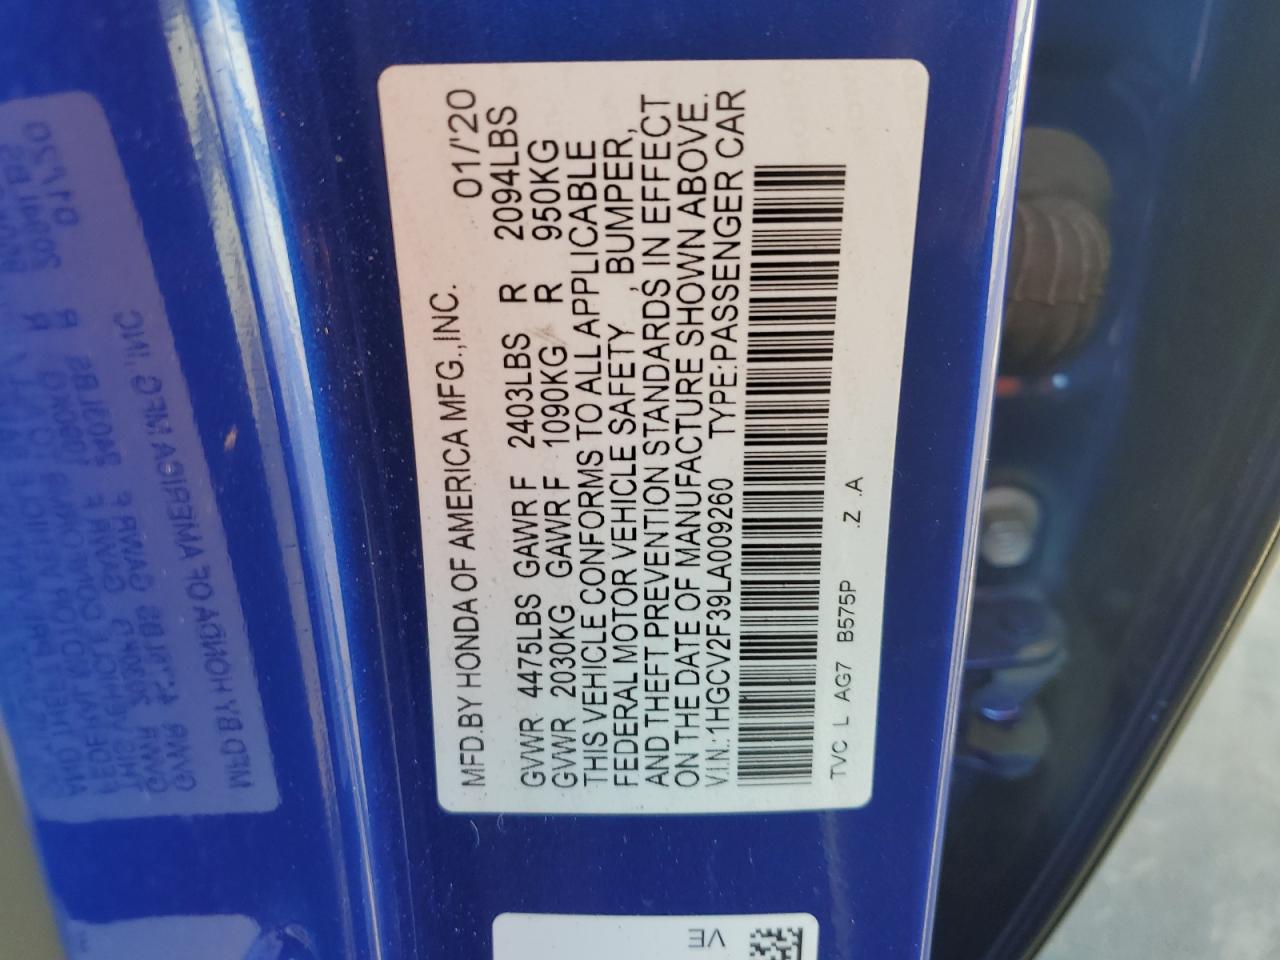 MFD.BY HONDA OF AMERICA MFG.,INC. 01/'20
GVWR 4475LBS GAWR F 2403LBS R 2094LBS
GVWR 2030KG GAWR F 1090KG R 950KG
THIS VEHICLE CONFORMS TO ALL APPLICABLE
FEDERAL MOTOR VEHICLE SAFETY , BUMPER,
AND THEFT PREVENTION STANDARDS, IN EFFECT
ON THE DATE OF MANUFACTURE SHOWN ABOVE.
V.I.N.:1HGCV2F39LA009260 TYPE:PASSENGER CAR
TVC L AG7 B575P .Z .A
VE